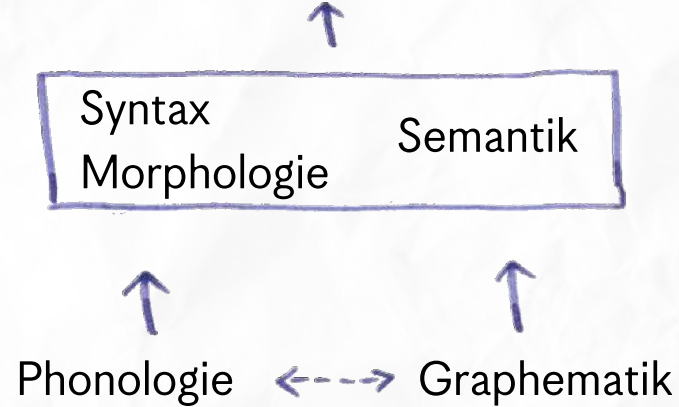 Syntax
Morphologie
Semantik
Phonologie
Graphematik